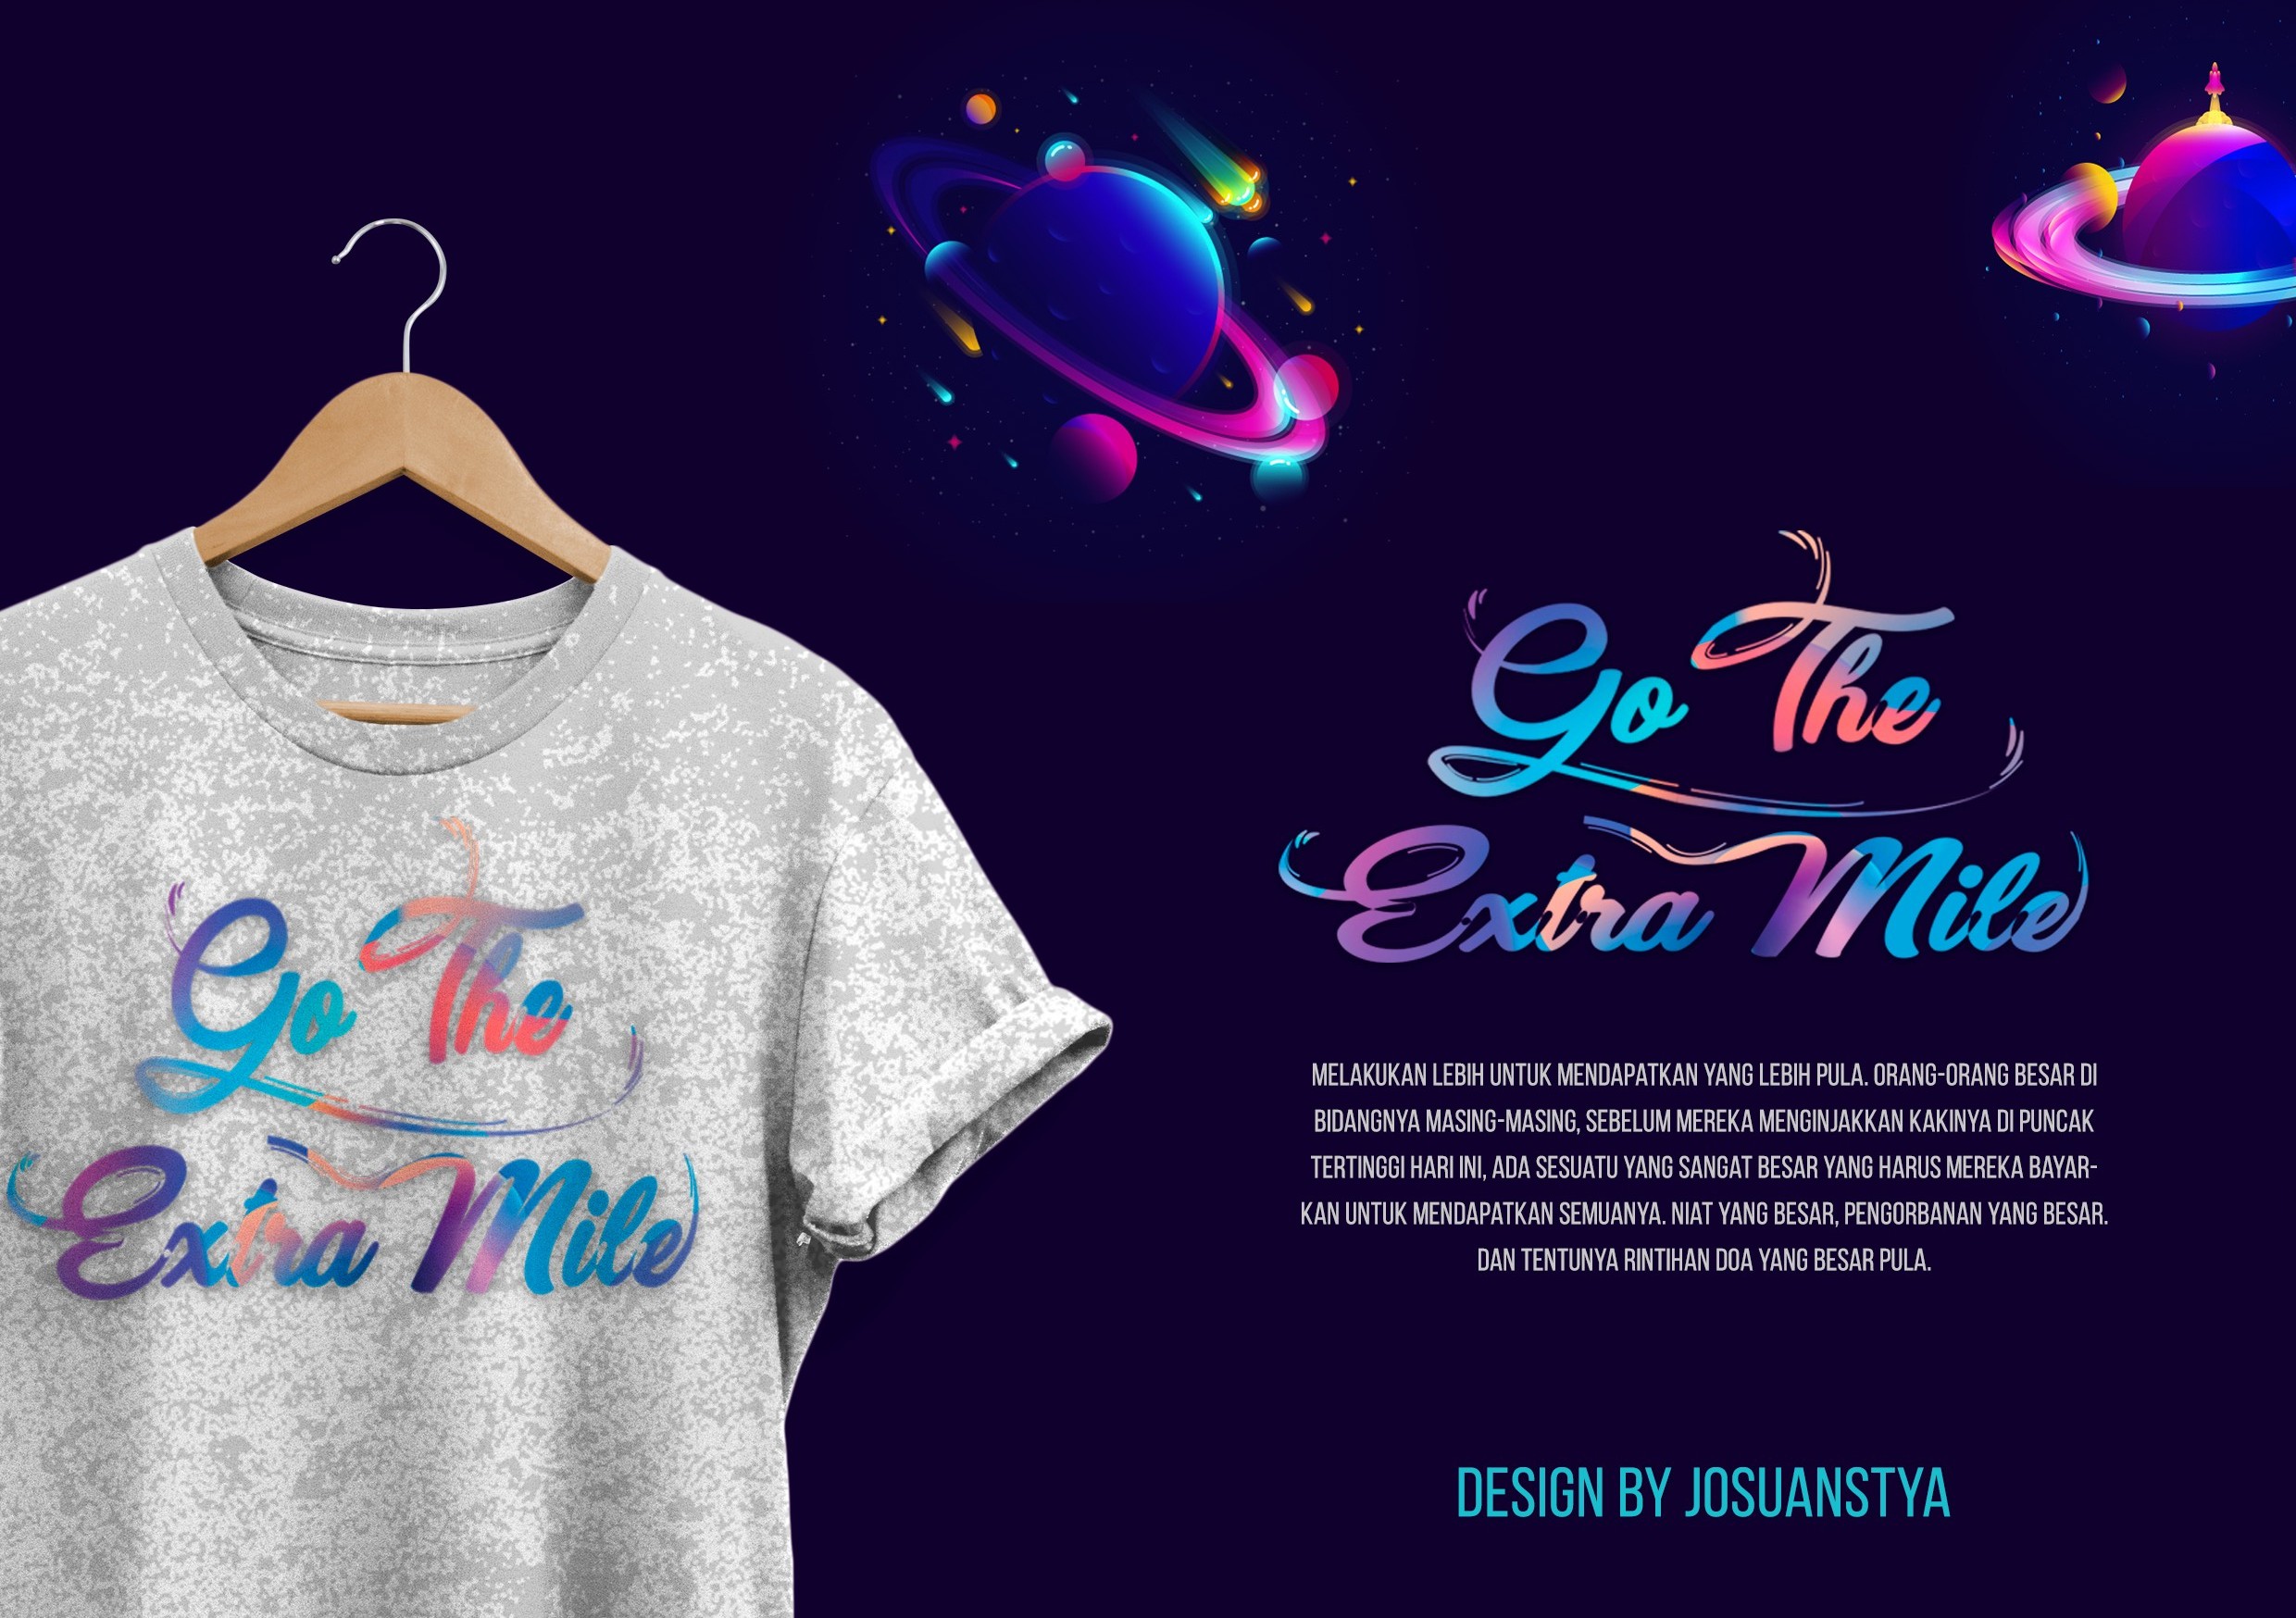 Go The
Extra Mile
Go The
Extra Mile
MELAKUKAN LEBIH UNTUK MENDAPATKAN YANG LEBIH PULA. ORANG-ORANG BESAR DI
BIDANGNYA MASING-MASING, SEBELUM MEREKA MENGINJAKKAN KAKINYA DI PUNCAK
TERTINGGI HARI INI, ADA SESUATU YANG SANGAT BESAR YANG HARUS MEREKA BAYAR-
KAN UNTUK MENDAPATKAN SEMUANYA. NIAT YANG BESAR, PENGORBANAN YANG BESAR.
DAN TENTUNYA RINTIHAN DOA YANG BESAR PULA.
DESIGN BY JOSUANSTYA